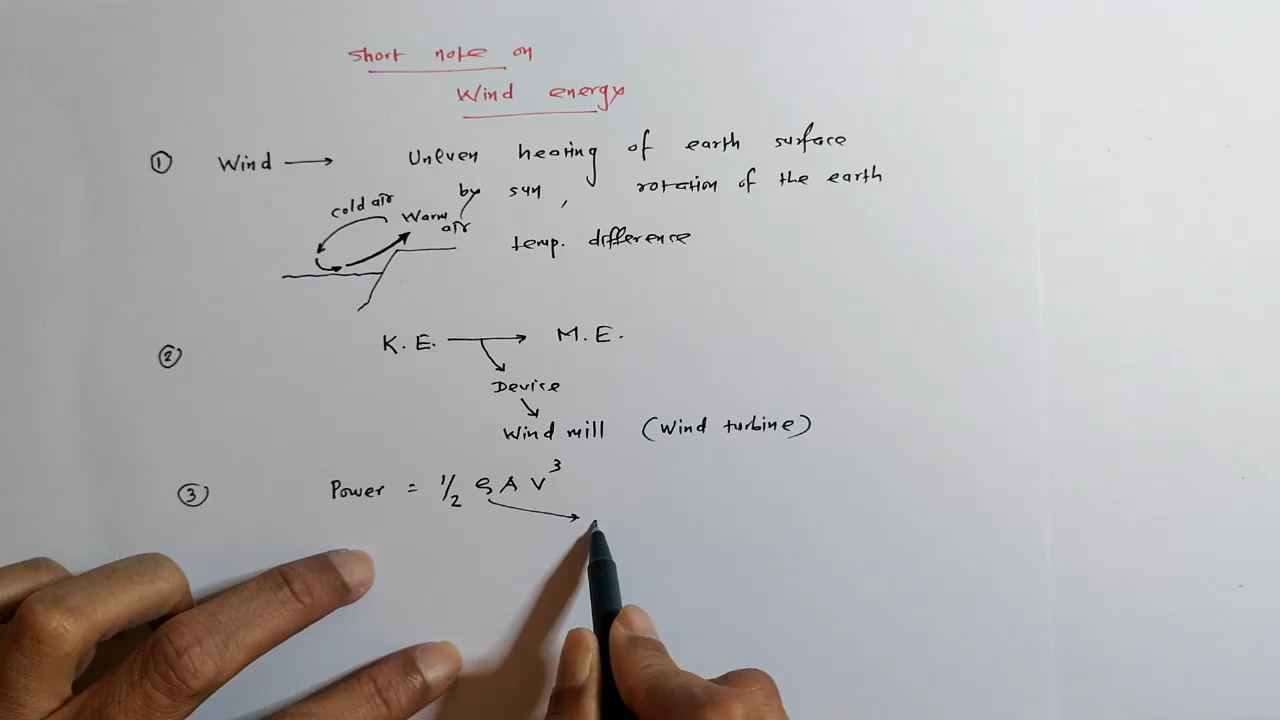 Short note on
Wind energy
① Wind → Uneven heating of earth surface
by sun, rotation of the earth
cold air
Warm air
temp. difference
② K. E. → M. E.
Device
Wind mill (Wind turbine)
③ Power = 1/2 ρ A V³